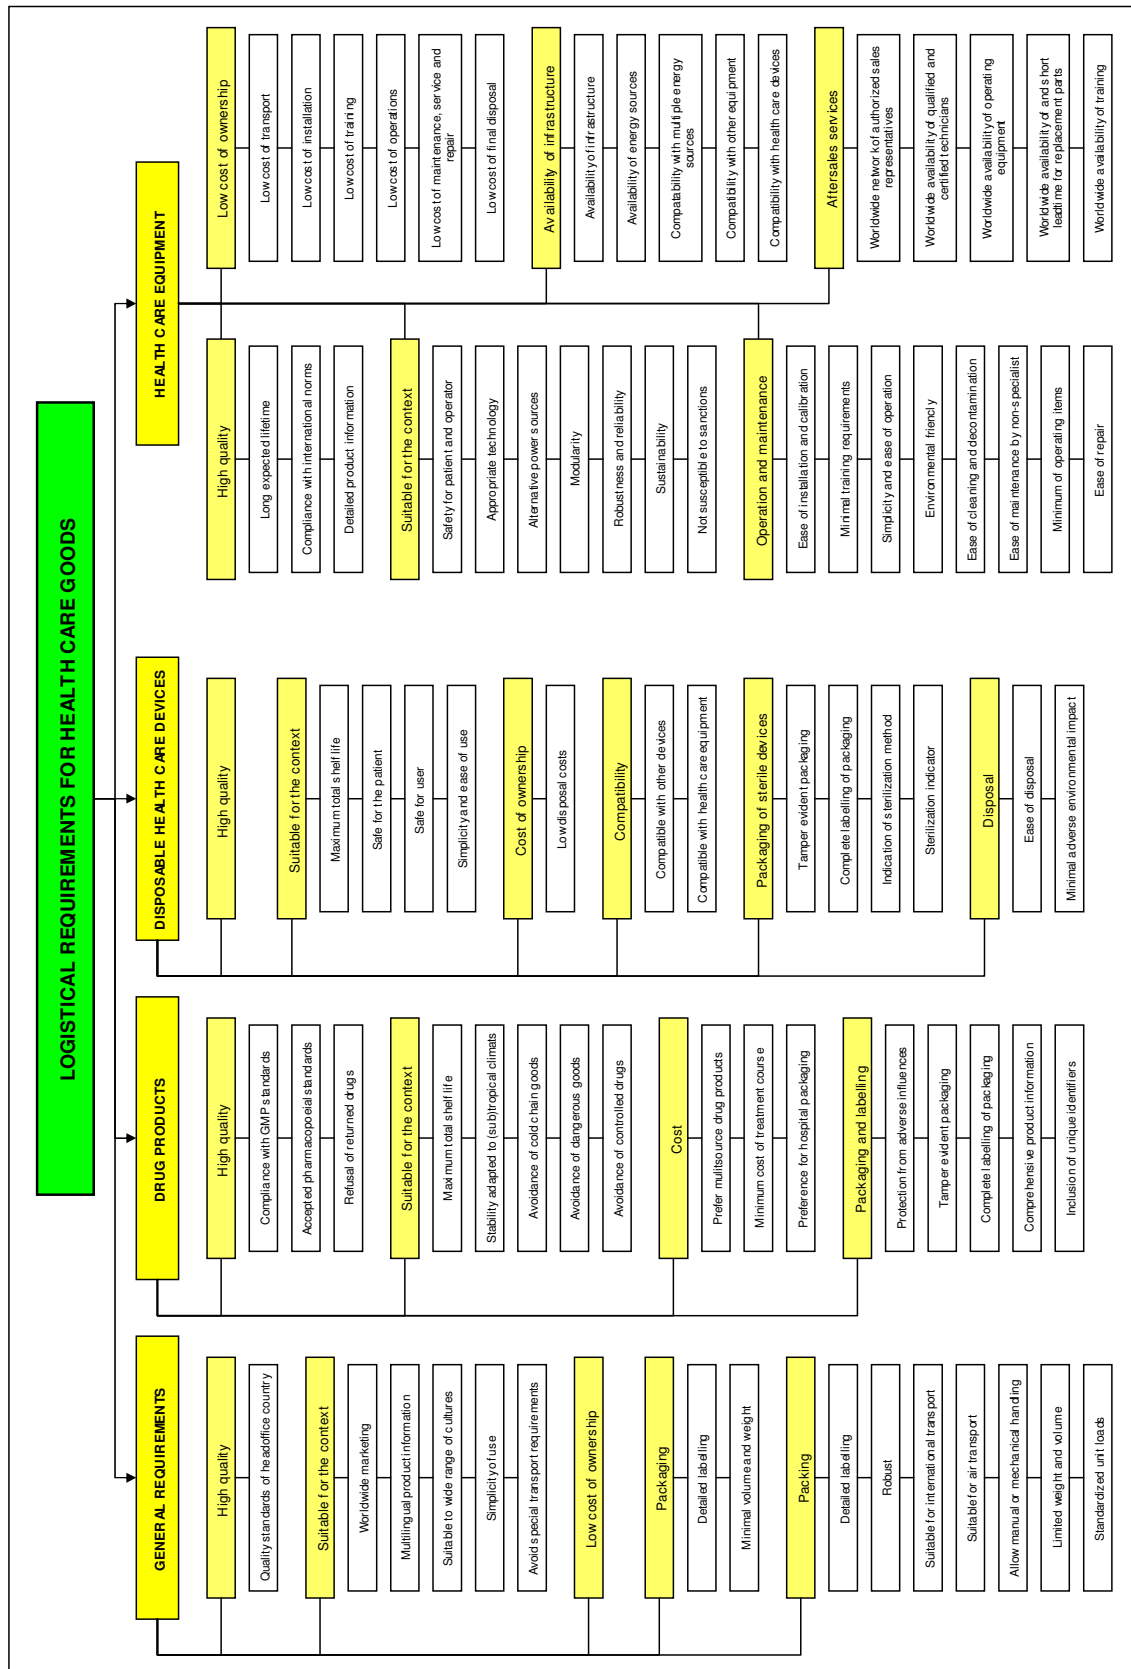 LOGISTICAL REQUIREMENTS FOR HEALTH CARE GOODS
GENERAL REQUIREMENTS
High quality
Quality standards of headoffice country
Suitable for the context
Worldwide marketing
Multilingual product information
Suitable to wide range of cultures
Simplicity of use
Avoid special transport requirements
Low cost of ownership
Packaging
Detailed labelling
Minimal volume and weight
Packing
Detailed labelling
Robust
Suitable for international transport
Suitable for air transport
Allow manual or mechanical handling
Limited weight and volume
Standardized unit loads
DRUG PRODUCTS
High quality
Compliance with GMP standards
Accepted pharmacopoeial standards
Refusal of returned drugs
Suitable for the context
Maximum total shelf life
Stability adapted to (sub)tropical climats
Avoidance of cold chain goods
Avoidance of dangerous goods
Avoidance of controlled drugs
Cost
Prefer mulitsource drug products
Minimum cost of treatment course
Preference for hospital packaging
Packaging and labelling
Protection from adverse influences
Tamper evident packaging
Complete labelling of packaging
Comprehensive product information
Inclusion of unique identifiers
DISPOSABLE HEALTH CARE DEVICES
High quality
Suitable for the context
Maximum total shelf life
Safe for the patient
Safe for user
Simplicity and ease of use
Cost of ownership
Low disposal costs
Compatibility
Compatible with other devices
Compatible with health care equipment
Packaging of sterile devices
Tamper evident packaging
Complete labelling of packaging
Indication of sterilization method
Sterilization indicator
Disposal
Ease of disposal
Minimal adverse environmental impact
HEALTH CARE EQUIPMENT
High quality
Long expected lifetime
Compliance with international norms
Detailed product information
Suitable for the context
Safety for patient and operator
Appropriate technology
Alternative power sources
Modularity
Robustness and reliability
Sustainability
Not susceptible to sanctions
Operation and maintenance
Ease of installation and calibration
Minimal training requirements
Simplicity and ease of operation
Environmental friendly
Ease of cleaning and decontamination
Ease of maintenance by non-specialist
Minimum of operating items
Ease of repair
Low cost of ownership
Low cost of transport
Low cost of installation
Low cost of training
Low cost of operations
Low cost of maintenance, service and
repair
Low cost of final disposal
Availability of infrastructure
Availability of infrastructure
Availability of energy sources
Compatability with multiple energy
sources
Compatibility with other equipment
Compatibility with health care devices
Aftersales services
Worldwide network of authorized sales
representatives
Worldwide availability of qualified and
certified technicians
Worldwide availability of operating
equipment
Worldwide availability of and short
leadtime for replacement parts
Worldwide availability of training